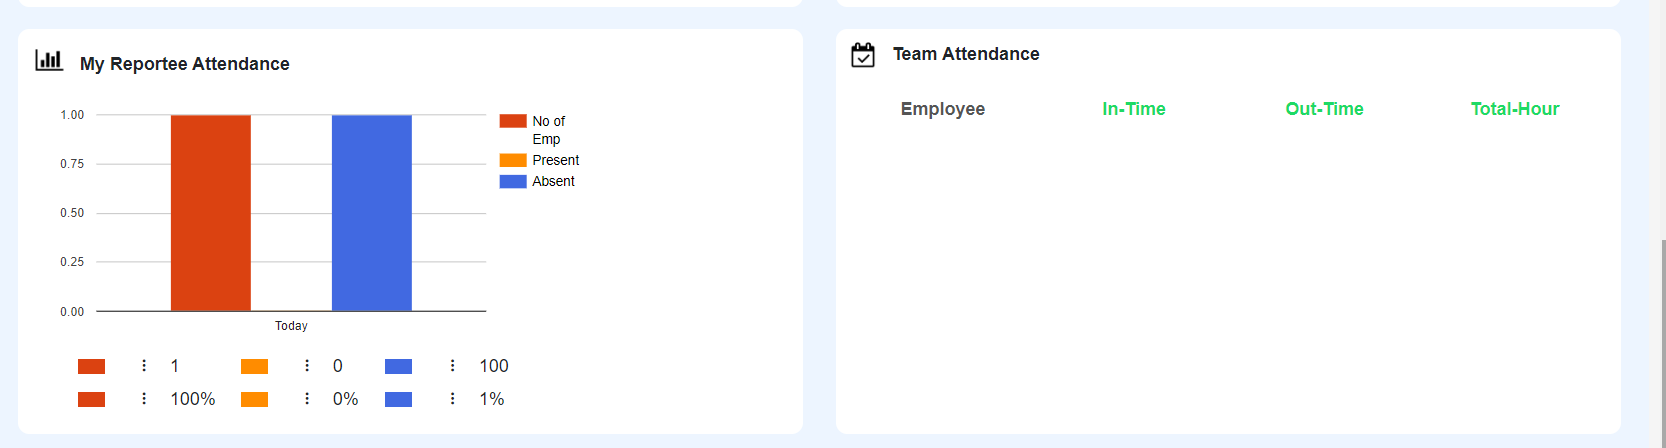 My Reportee Attendance
1.00
0.75
0.50
0.25
0.00
Today
No of
Emp
Present
Absent
⋮ 1 ⋮ 0 ⋮ 100
⋮ 100% ⋮ 0% ⋮ 1%
Team Attendance
Employee In-Time Out-Time Total-Hour